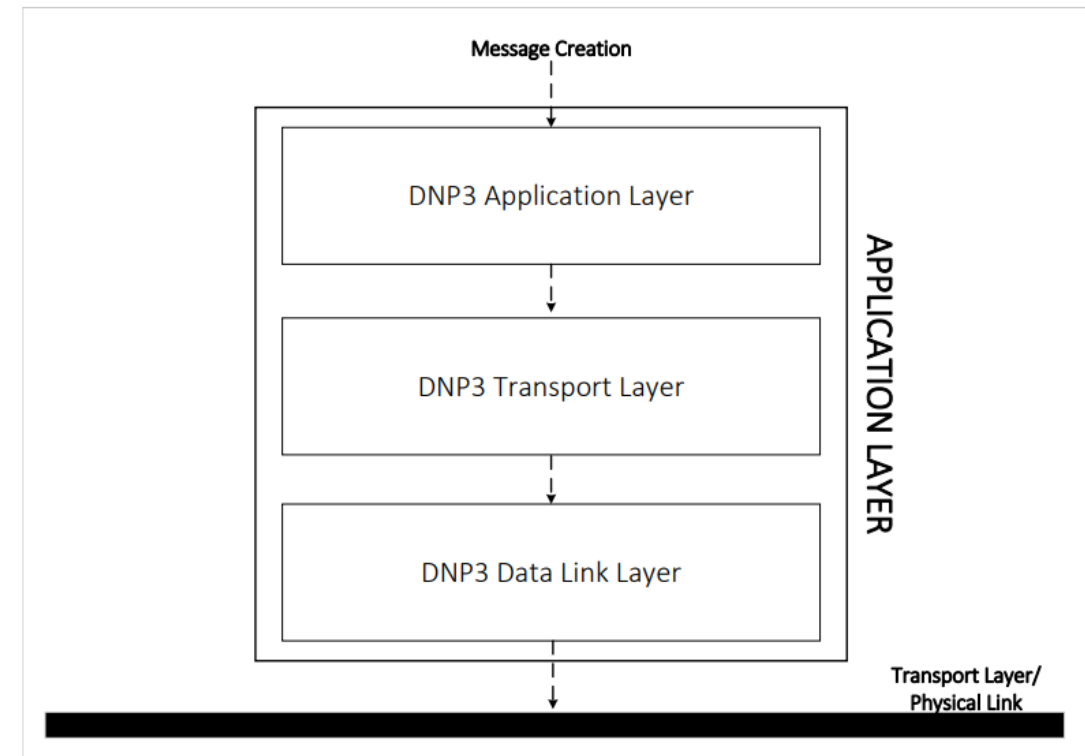 Message Creation
DNP3 Application Layer
DNP3 Transport Layer
APPLICATION LAYER
DNP3 Data Link Layer
Transport Layer/
Physical Link